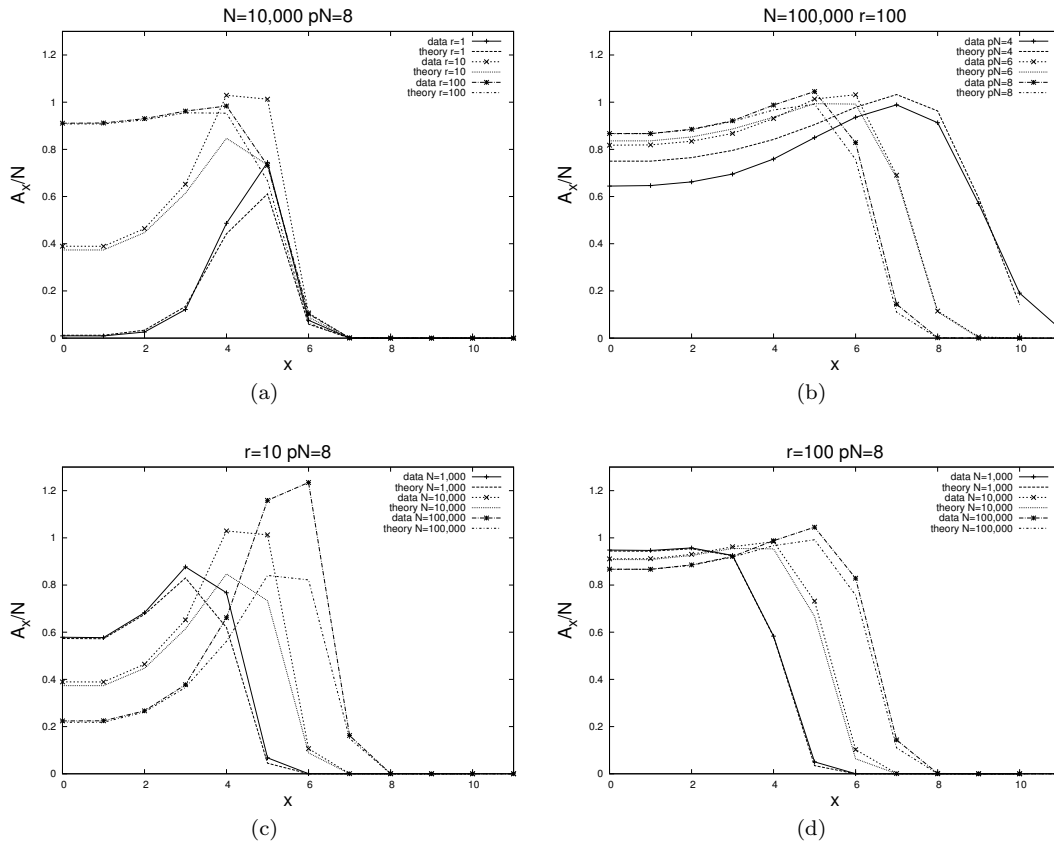 N=10,000 pN=8
data r=1
theory r=1
data r=10
theory r=10
data r=100
theory r=100
A_x/N
1.2
1
0.8
0.6
0.4
0.2
0
0 2 4 6 8 10
x
(a)
N=100,000 r=100
data pN=4
theory pN=4
data pN=6
theory pN=6
data pN=8
theory pN=8
A_x/N
1.2
1
0.8
0.6
0.4
0.2
0
0 2 4 6 8 10
x
(b)
r=10 pN=8
data N=1,000
theory N=1,000
data N=10,000
theory N=10,000
data N=100,000
theory N=100,000
A_x/N
1.2
1
0.8
0.6
0.4
0.2
0
0 2 4 6 8 10
x
(c)
r=100 pN=8
data N=1,000
theory N=1,000
data N=10,000
theory N=10,000
data N=100,000
theory N=100,000
A_x/N
1.2
1
0.8
0.6
0.4
0.2
0
0 2 4 6 8 10
x
(d)